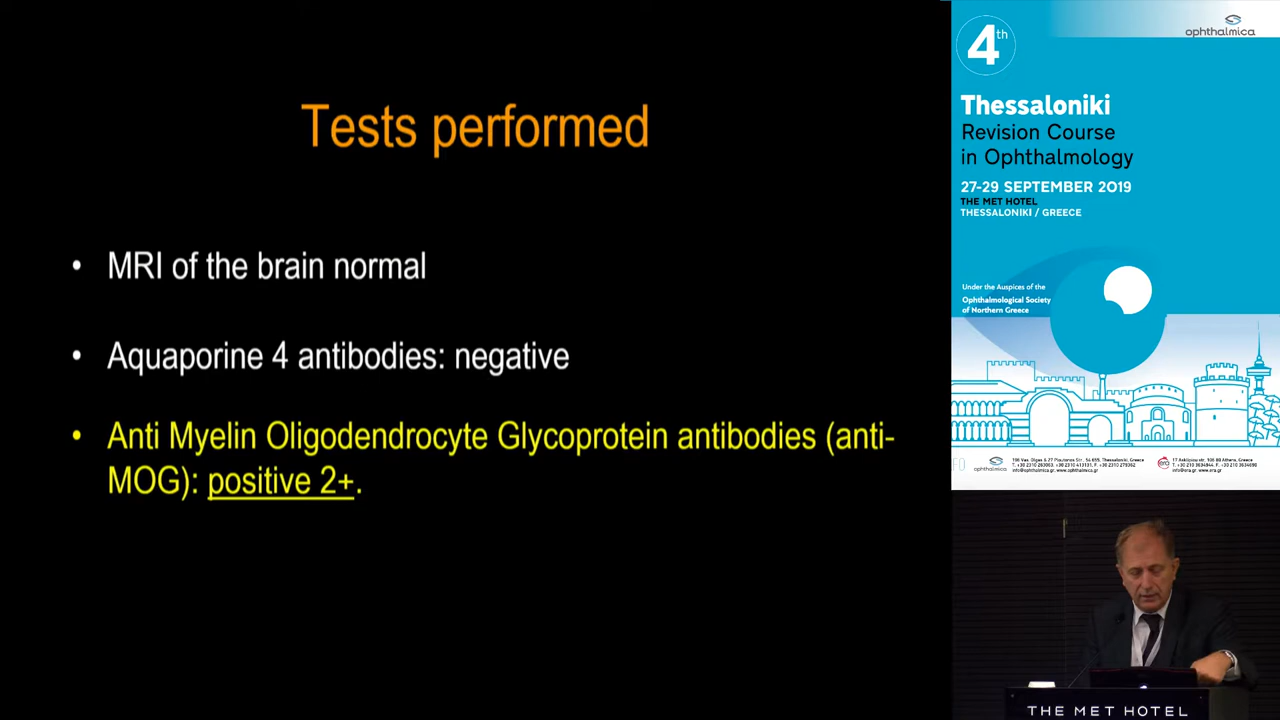 Tests performed
• MRI of the brain normal
• Aquaporine 4 antibodies: negative
• Anti Myelin Oligodendrocyte Glycoprotein antibodies (anti-
MOG): positive 2+.
ophthalmica
4th
Thessaloniki
Revision Course
in Ophthalmology
27-29 SEPTEMBER 2019
THE MET HOTEL
THESSALONIKI / GREECE
Under the Auspices of the
Ophthalmological Society
of Northern Greece
ophthalmica
THE MET HOTEL